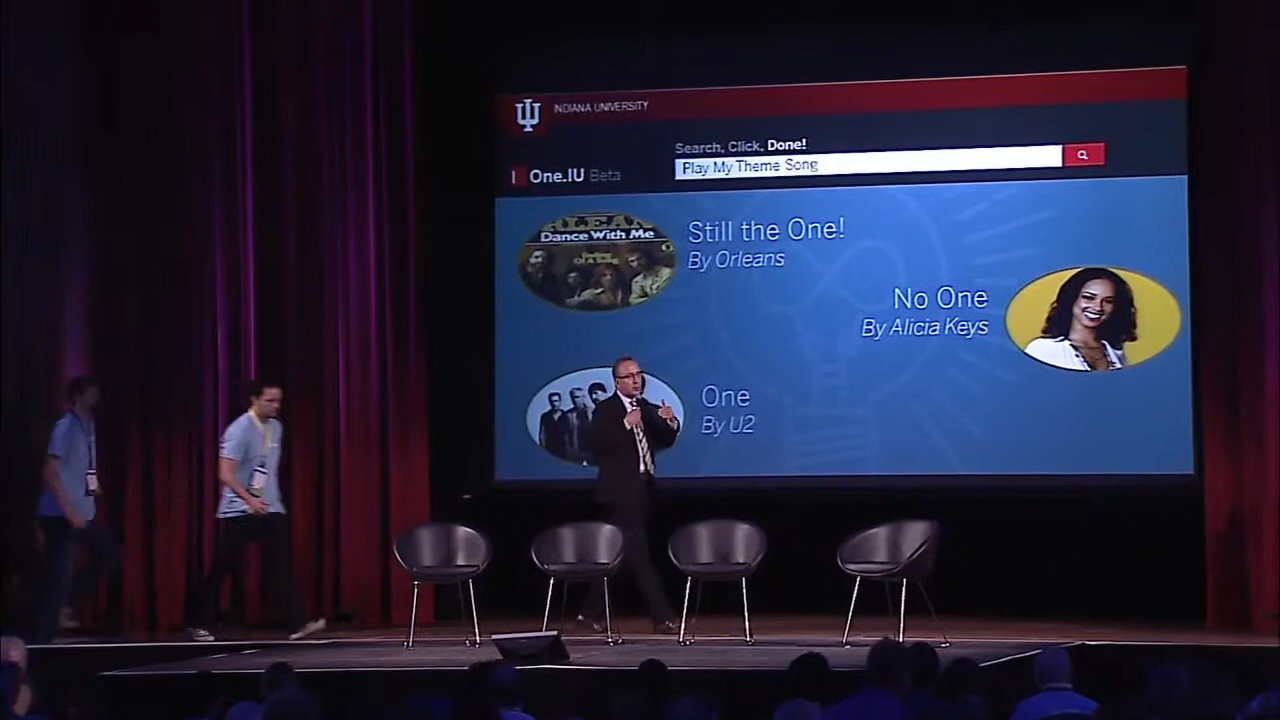 INDIANA UNIVERSITY
Search, Click, Done!
Play My Theme Song
One.IU Beta
Dance With Me
Still the One!
By Orleans
No One
By Alicia Keys
One
By U2